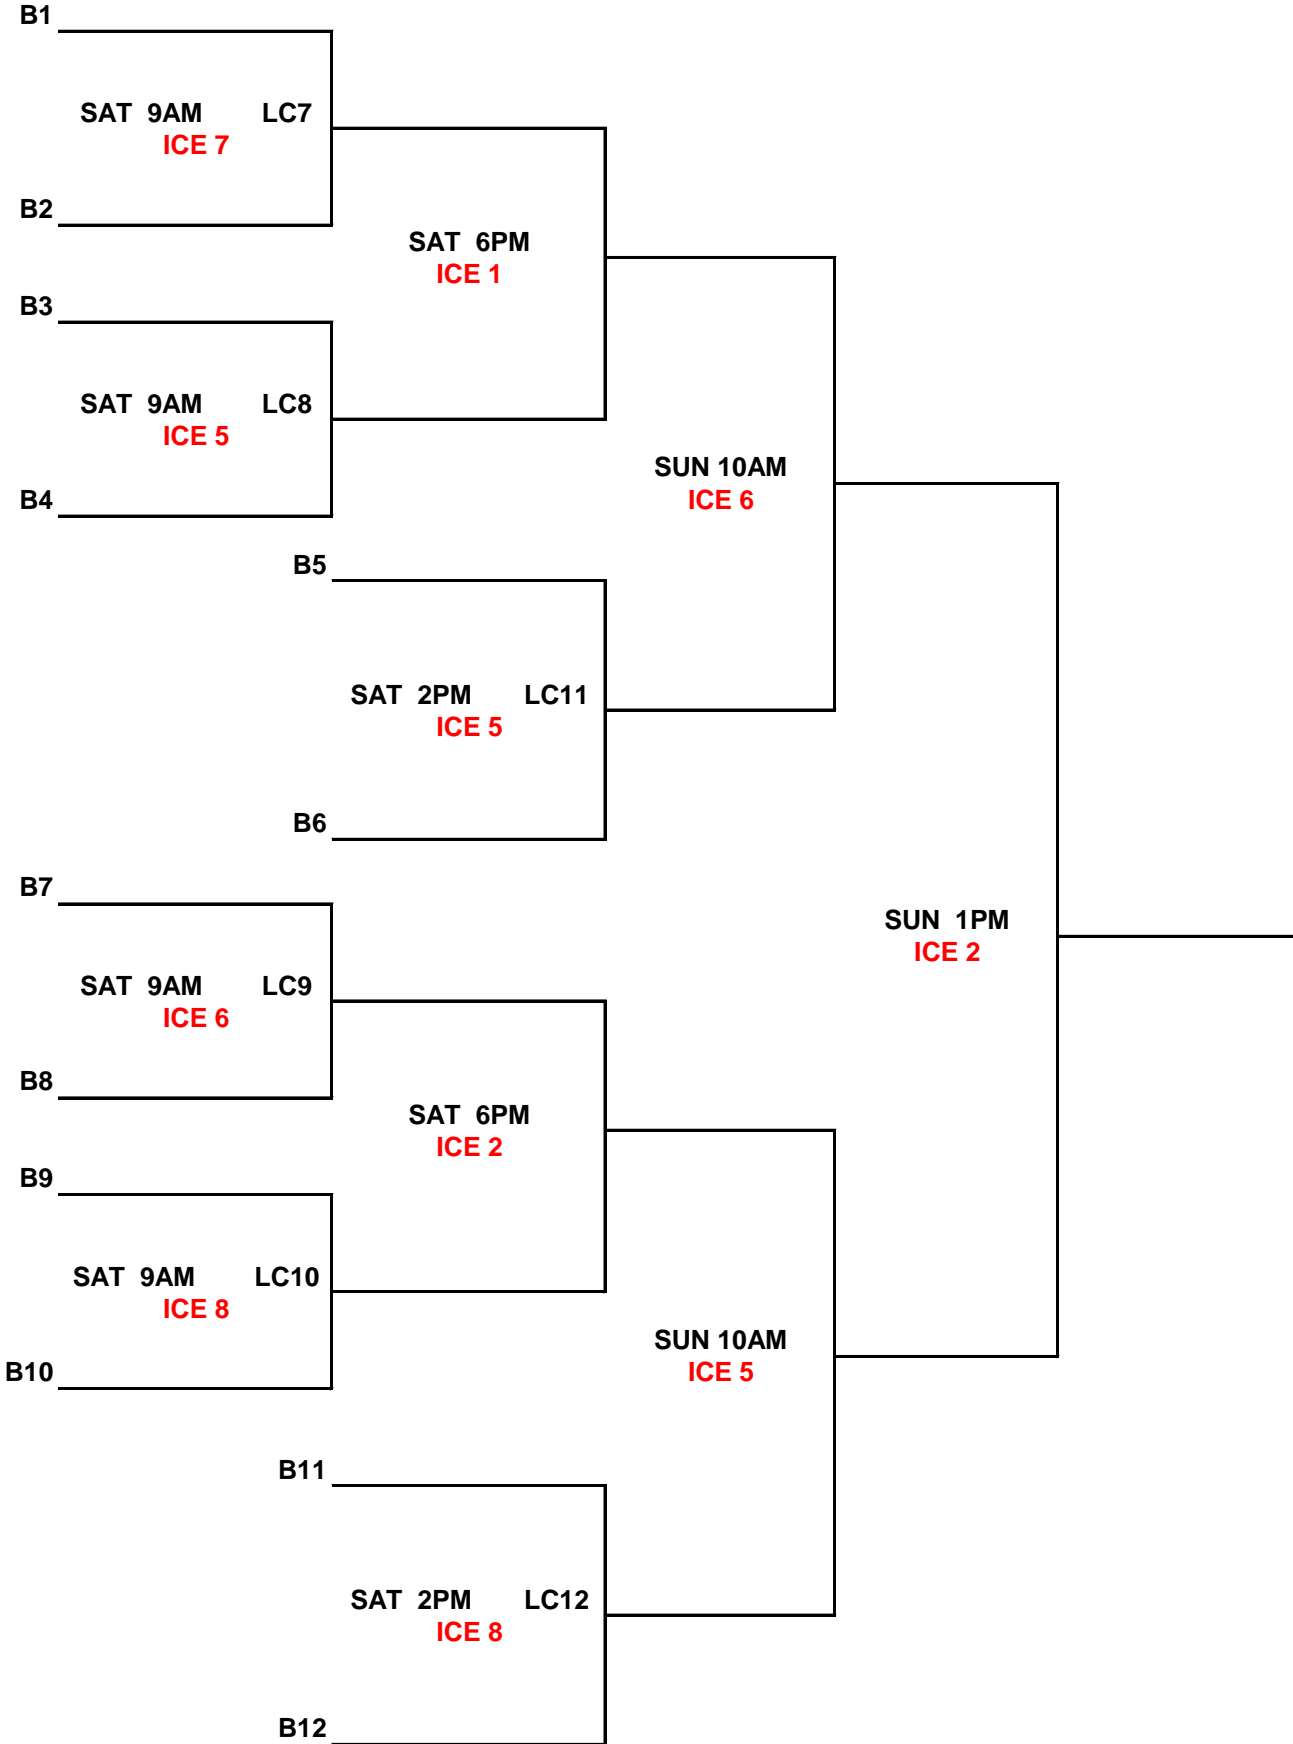 B1
SAT 9AM LC7
ICE 7
B2
SAT 6PM
ICE 1
B3
SAT 9AM LC8
ICE 5
SUN 10AM
ICE 6
B4
B5
SAT 2PM LC11
ICE 5
B6
B7
SUN 1PM
ICE 2
SAT 9AM LC9
ICE 6
B8
SAT 6PM
ICE 2
B9
SAT 9AM LC10
ICE 8
SUN 10AM
ICE 5
B10
B11
SAT 2PM LC12
ICE 8
B12